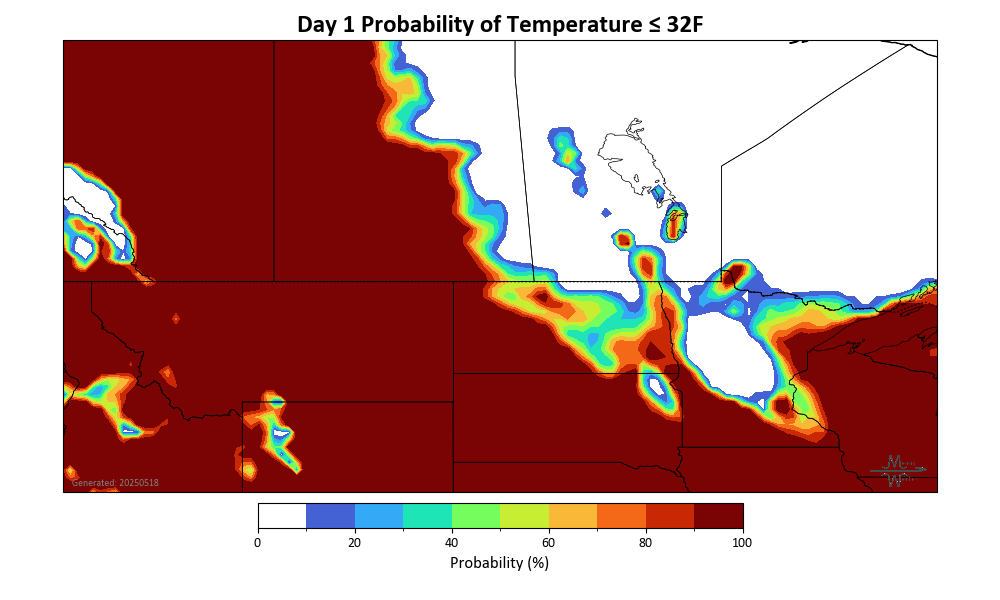 Day 1 Probability of Temperature ≤ 32F
Generated: 20250518
0 20 40 60 80 100
Probability (%)